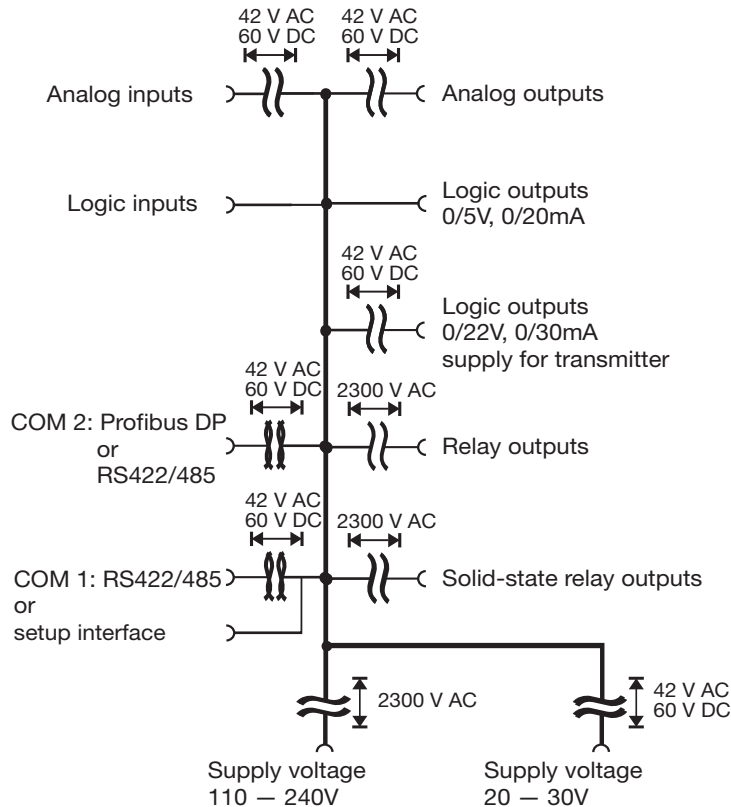 42 V AC
60 V DC
42 V AC
60 V DC
Analog inputs
Analog outputs
Logic inputs
Logic outputs
0/5V, 0/20mA
42 V AC
60 V DC
Logic outputs
0/22V, 0/30mA
supply for transmitter
42 V AC
60 V DC
2300 V AC
COM 2: Profibus DP
or
RS422/485
Relay outputs
42 V AC
60 V DC
2300 V AC
COM 1: RS422/485
or
setup interface
Solid-state relay outputs
2300 V AC
42 V AC
60 V DC
Supply voltage
110 — 240V
Supply voltage
20 — 30V